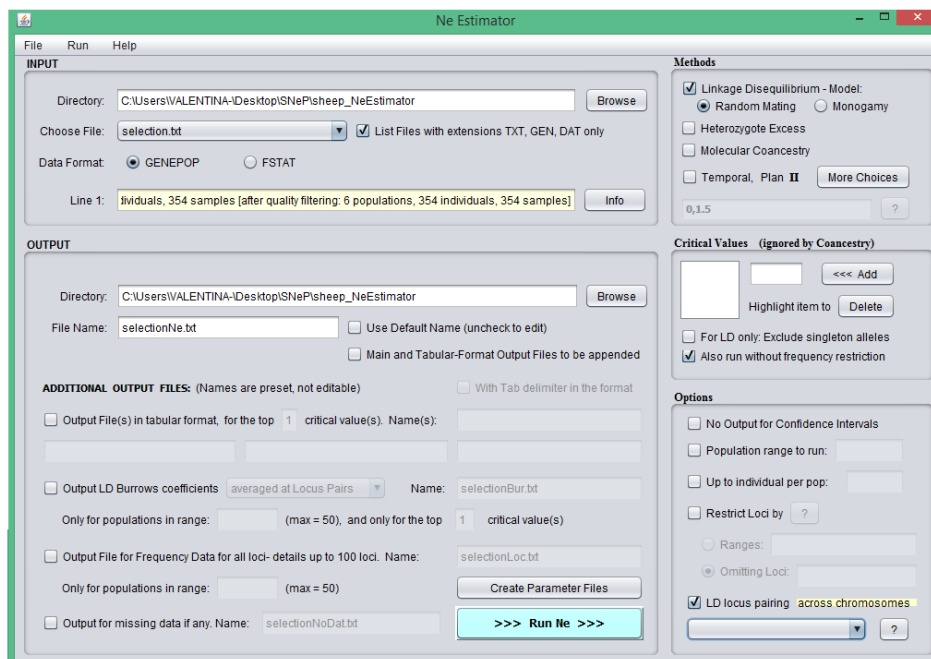 Ne Estimator
File Run Help
INPUT
Directory: C:\Users\VALENTINA-\Desktop\SNeP\sheep_NeEstimator Browse
Choose File: selection.txt List Files with extensions TXT, GEN, DAT only
Data Format: GENEPOP FSTAT
Line 1: dividuals, 354 samples [after quality filtering: 6 populations, 354 individuals, 354 samples] Info
OUTPUT
Directory: C:\Users\VALENTINA-\Desktop\SNeP\sheep_NeEstimator Browse
File Name: selectionNe.txt Use Default Name (uncheck to edit)
Main and Tabular-Format Output Files to be appended
ADDITIONAL OUTPUT FILES: (Names are preset, not editable) With Tab delimiter in the format
Output File(s) in tabular format, for the top 1 critical value(s). Name(s):
Output LD Burrows coefficients averaged at Locus Pairs Name: selectionBur.txt
Only for populations in range: (max = 50), and only for the top 1 critical value(s)
Output File for Frequency Data for all loci- details up to 100 loci. Name: selectionLoc.txt
Only for populations in range: (max = 50) Create Parameter Files
Output for missing data if any. Name: selectionNoDat.txt >>> Run Ne >>>
Methods
Linkage Disequilibrium - Model:
Random Mating Monogamy
Heterozygote Excess
Molecular Coancestry
Temporal, Plan II More Choices
0,1.5 ?
Critical Values (ignored by Coancestry)
<<< Add
Highlight item to Delete
For LD only: Exclude singleton alleles
Also run without frequency restriction
Options
No Output for Confidence Intervals
Population range to run:
Up to individual per pop:
Restrict Loci by ?
Ranges:
Omitting Loci:
LD locus pairing across chromosomes
?